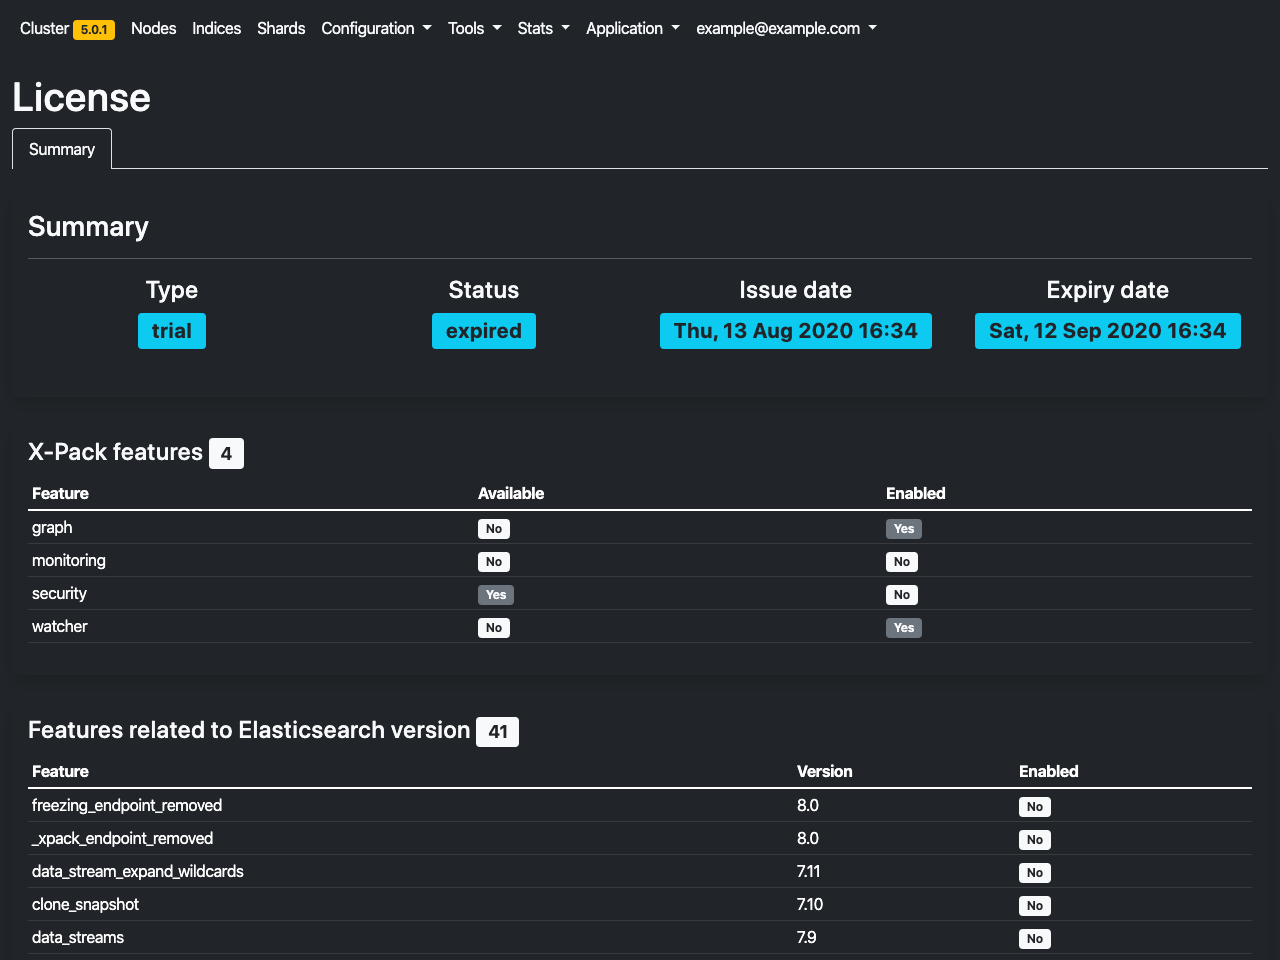 Cluster 5.0.1 Nodes Indices Shards Configuration Tools Stats Application example@example.com
License
Summary
Summary
Type Status Issue date Expiry date
trial expired Thu, 13 Aug 2020 16:34 Sat, 12 Sep 2020 16:34
X-Pack features 4
Feature Available Enabled
graph No Yes
monitoring No No
security Yes No
watcher No Yes
Features related to Elasticsearch version 41
Feature Version Enabled
freezing_endpoint_removed 8.0 No
_xpack_endpoint_removed 8.0 No
data_stream_expand_wildcards 7.11 No
clone_snapshot 7.10 No
data_streams 7.9 No